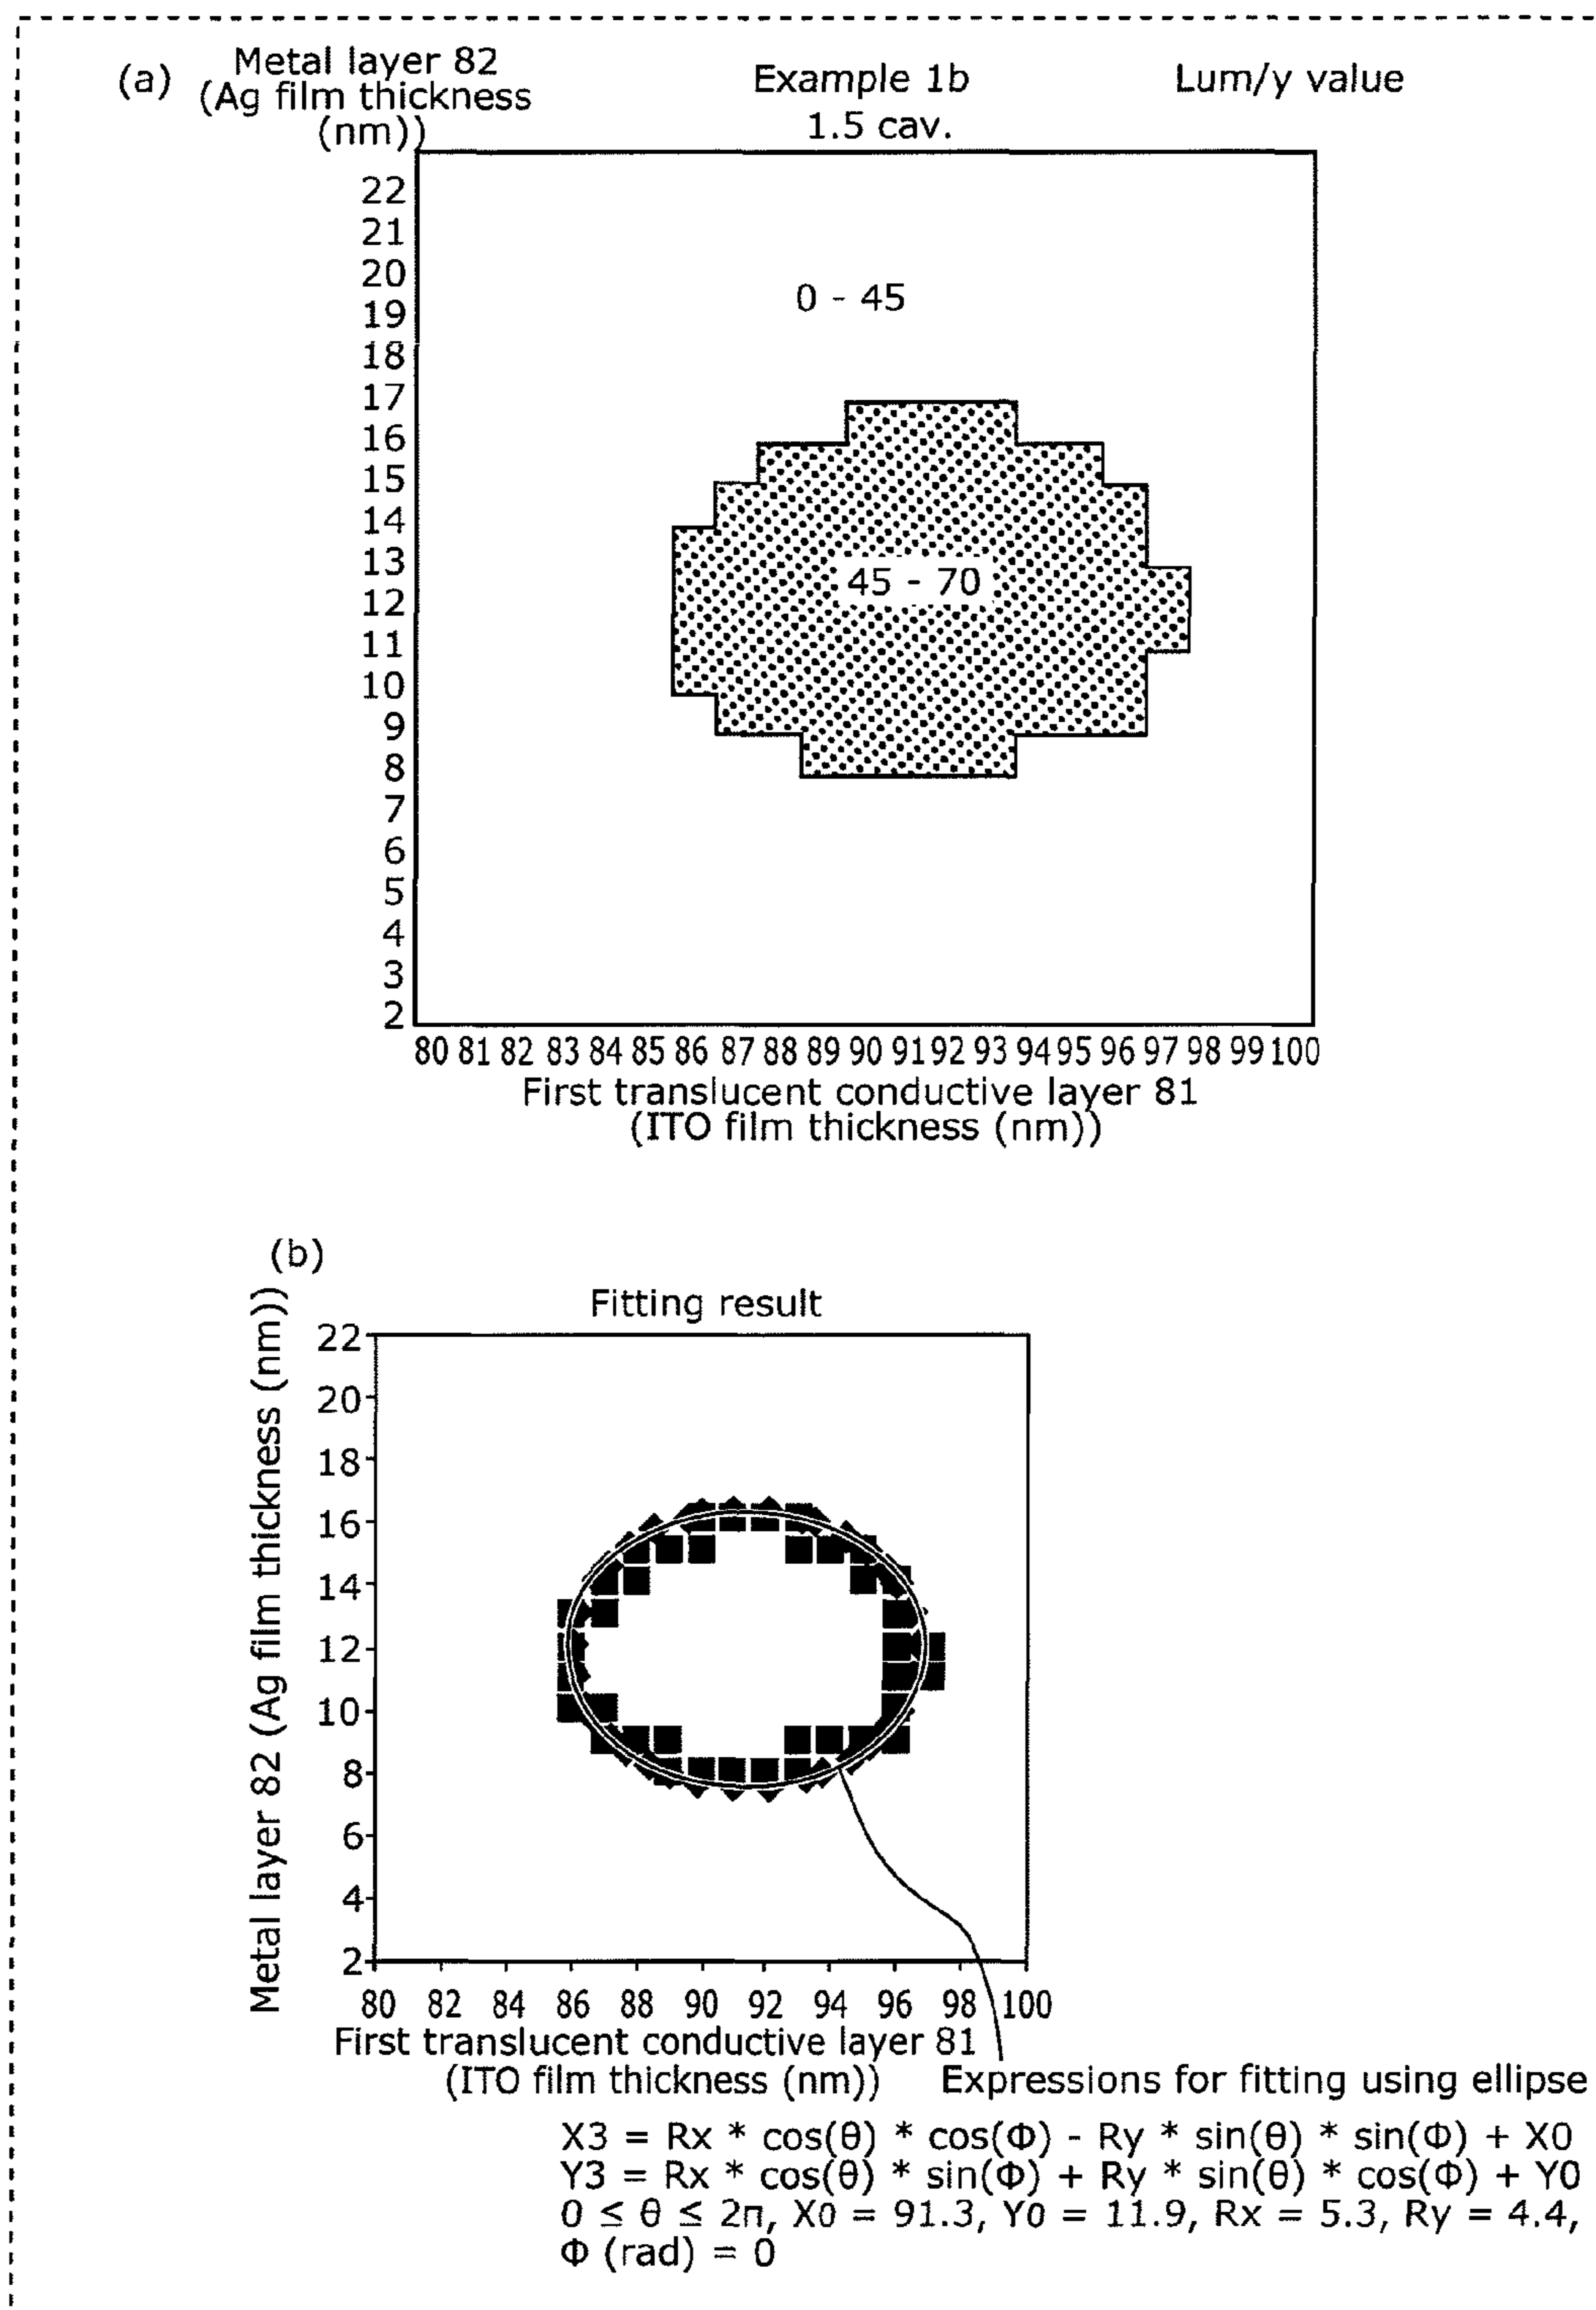 (a)
Metal layer 82
(Ag film thickness
(nm))
Example 1b
1.5 cav.
Lum/y value
22
21
20
19
18
17
16
15
14
13
12
11
10
9
8
7
6
5
4
3
2
0 - 45
45 - 70
80 81 82 83 84 85 86 87 88 89 90 91 92 93 94 95 96 97 98 99 100
First translucent conductive layer 81
(ITO film thickness (nm))
(b)
Fitting result
Metal layer 82 (Ag film thickness (nm))
22
20
18
16
14
12
10
8
6
4
2
80 82 84 86 88 90 92 94 96 98 100
First translucent conductive layer 81
(ITO film thickness (nm))
Expressions for fitting using ellipse
X3 = Rx * cos(θ) * cos(Φ) - Ry * sin(θ) * sin(Φ) + X0
Y3 = Rx * cos(θ) * sin(Φ) + Ry * sin(θ) * cos(Φ) + Y0
0 ≤ θ ≤ 2π, X0 = 91.3, Y0 = 11.9, Rx = 5.3, Ry = 4.4,
Φ (rad) = 0